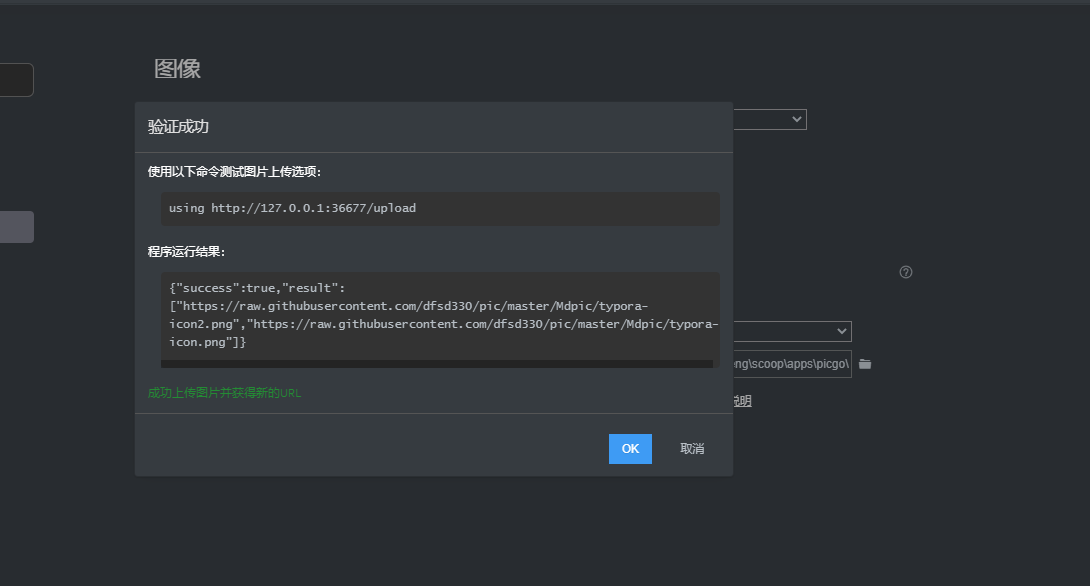 图像
验证成功
使用以下命令测试图片上传选项:
using http://127.0.0.1:36677/upload
程序运行结果:
{"success":true,"result":
["https://raw.githubusercontent.com/dfsd330/pic/master/Mdpic/typora-
icon2.png","https://raw.githubusercontent.com/dfsd330/pic/master/Mdpic/typora-
icon.png"]}
eng\scoop\apps\picgo\
成功上传图片并获得新的URL
说明
OK 取消